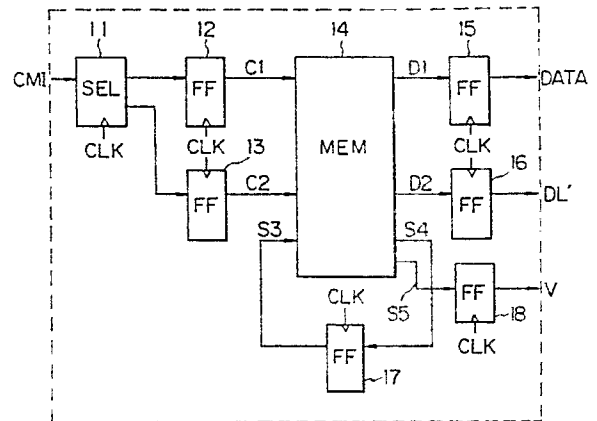 11 12 14 15
CMI SEL FF C1 D1 FF DATA
CLK CLK MEM CLK
13 16
FF C2 D2 FF DL'
S3 S4
CLK FF V
S5 18
FF CLK
17